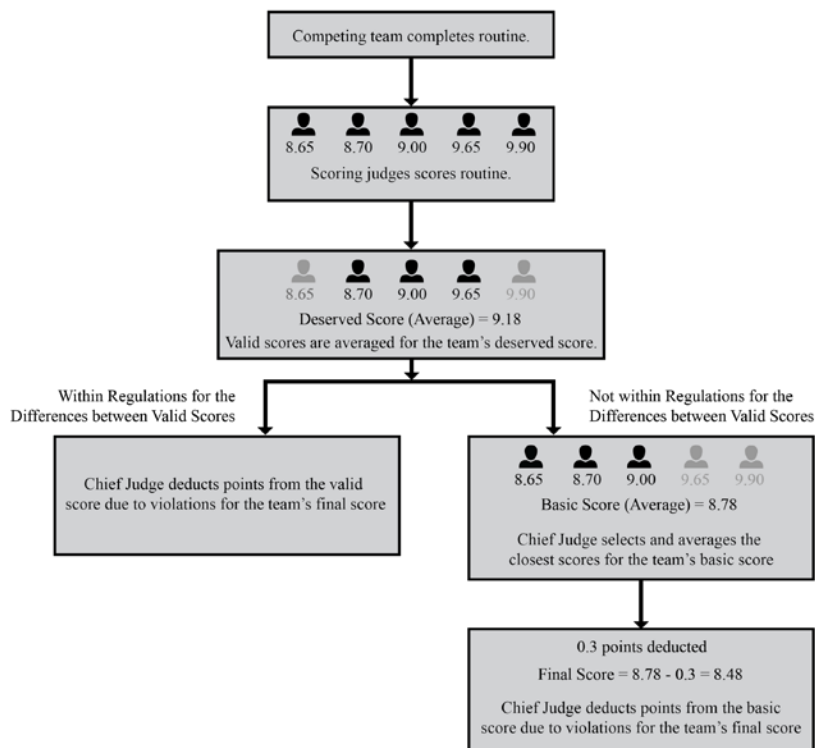 Competing team completes routine.
8.65 8.70 9.00 9.65 9.90
Scoring judges scores routine.
8.65 8.70 9.00 9.65 9.90
Deserved Score (Average) = 9.18
Valid scores are averaged for the team's deserved score.
Within Regulations for the
Differences between Valid Scores
Chief Judge deducts points from the valid
score due to violations for the team's final score
Not within Regulations for the
Differences between Valid Scores
8.65 8.70 9.00 9.65 9.90
Basic Score (Average) = 8.78
Chief Judge selects and averages the
closest scores for the team's basic score
0.3 points deducted
Final Score = 8.78 - 0.3 = 8.48
Chief Judge deducts points from the basic
score due to violations for the team's final score